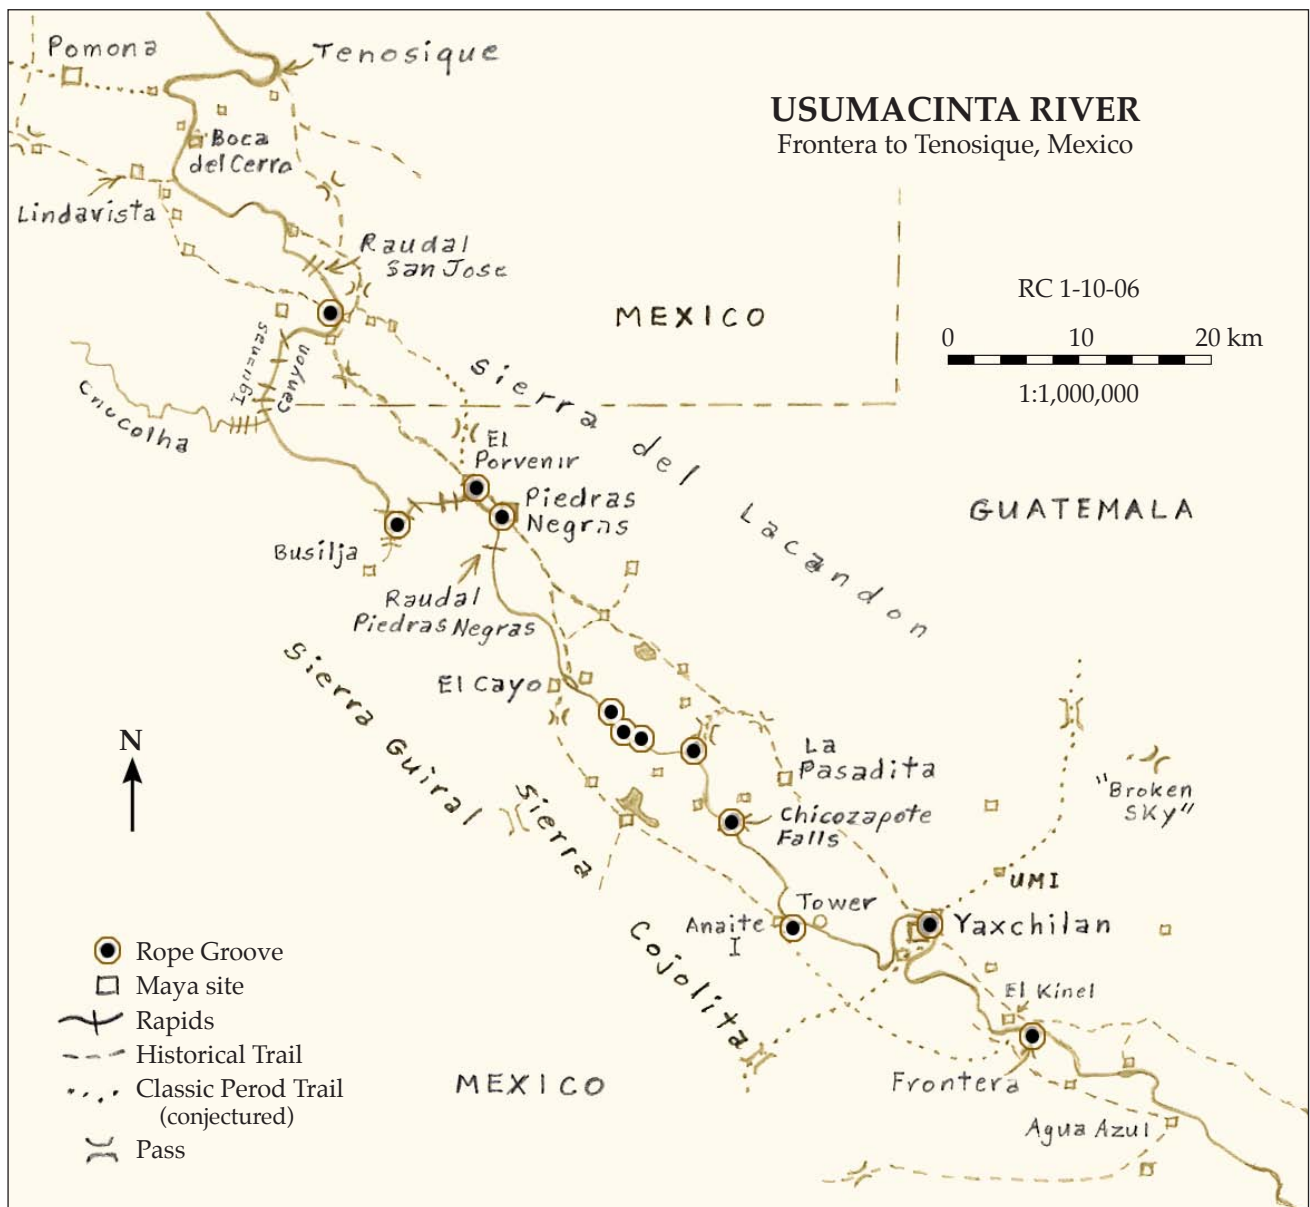 Pomona
Tenosique
USUMACINTA RIVER
Frontera to Tenosique, Mexico
Boca
del Cerro
Lindavista
Raudal
San Jose
RC 1-10-06
MEXICO
0 10 20 km
1:1,000,000
Canyon
Sierra del Lacandon
El
Porvenir
Piedras
Negras
GUATEMALA
Busilja
Raudal
Piedras Negras
El Cayo
Sierra Guiral
N
La
Pasadita
"Broken
SKy"
Sierra
Cojolita
Chicozapote
Falls
UMI
Tower
Anaite
I
Yaxchilan
El Kinel
Rope Groove
Maya site
Rapids
Historical Trail
Classic Perod Trail
(conjectured)
Pass
MEXICO
Frontera
Agua Azul